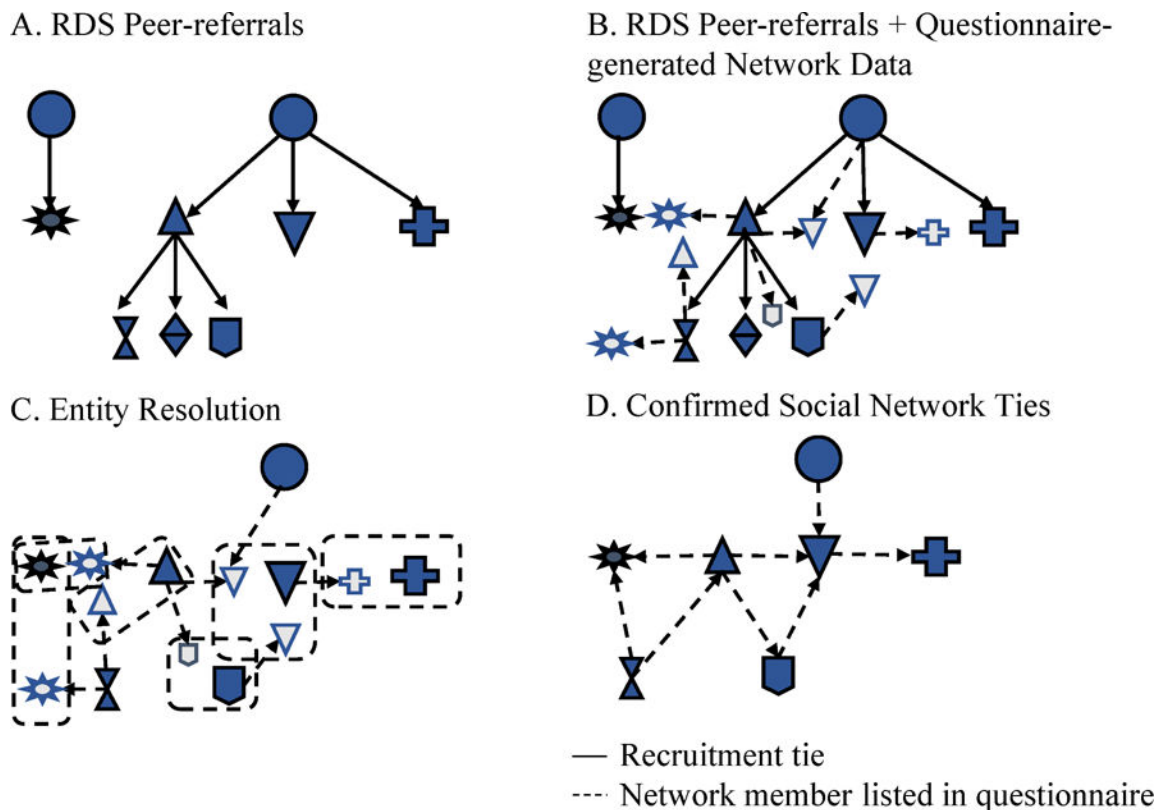 A. RDS Peer-referrals
B. RDS Peer-referrals + Questionnaire-
generated Network Data
C. Entity Resolution
D. Confirmed Social Network Ties
Recruitment tie
Network member listed in questionnaire